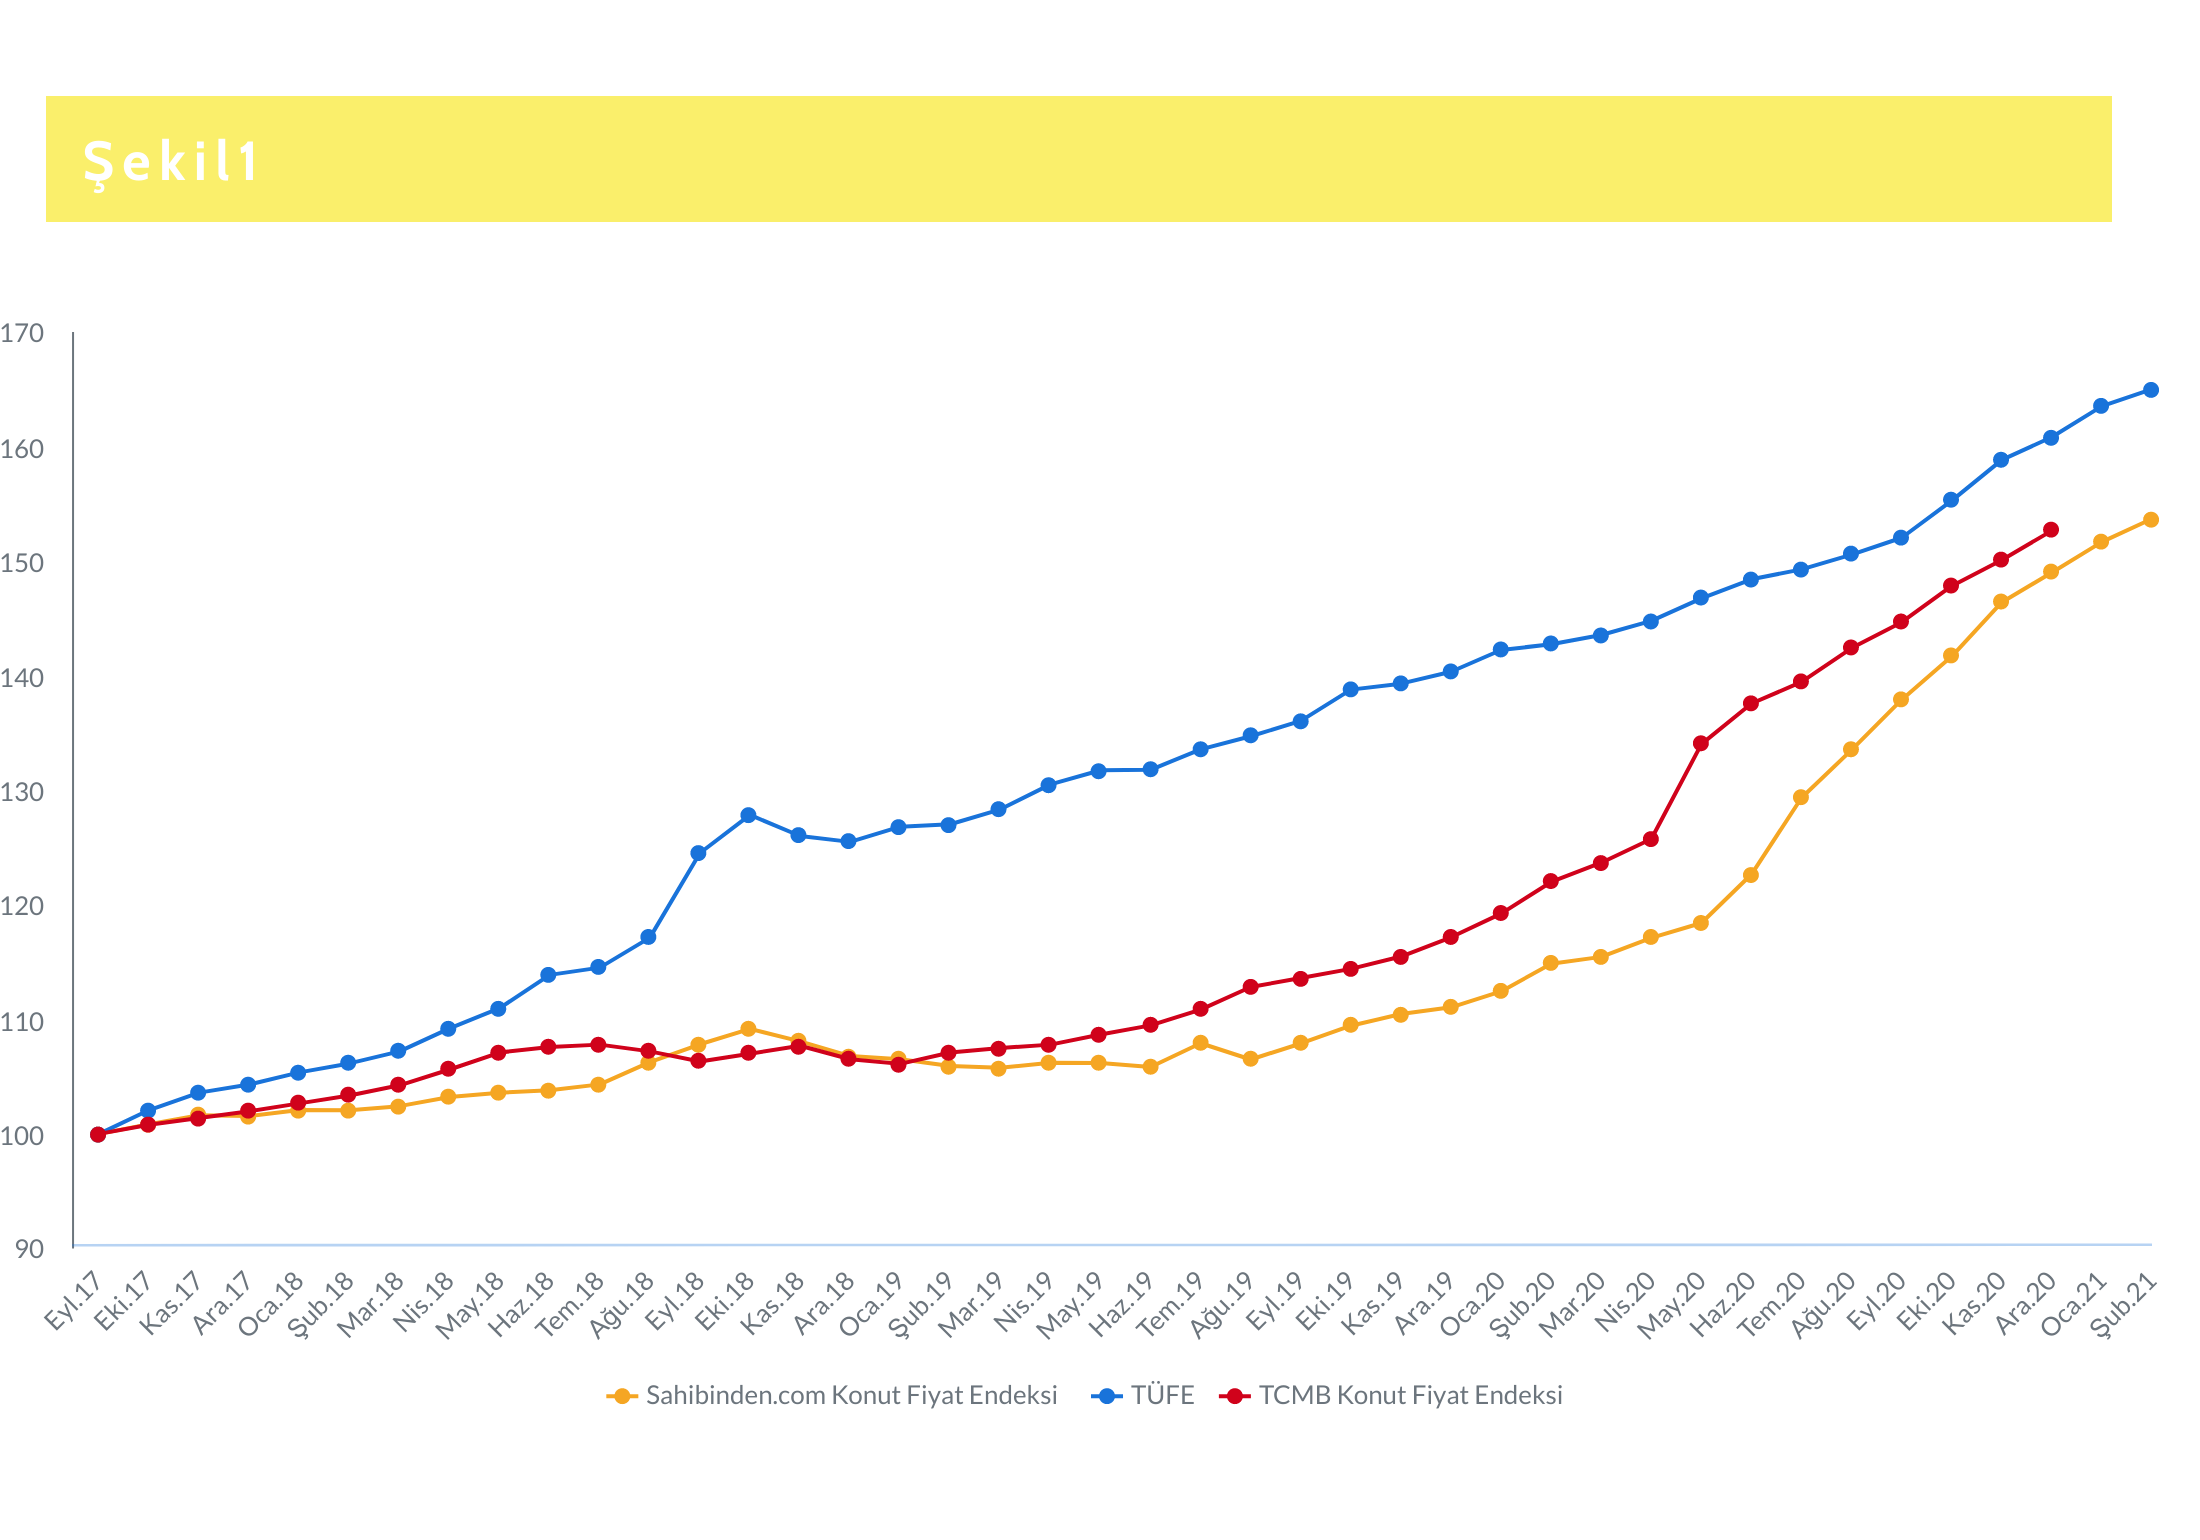 Şekil1
170
160
150
140
130
120
110
100
90
Eyl.17
Eki.17
Kas.17
Ara.17
Oca.18
Şub.18
Mar.18
Nis.18
May.18
Haz.18
Tem.18
Ağu.18
Eyl.18
Eki.18
Kas.18
Ara.18
Oca.19
Şub.19
Mar.19
Nis.19
May.19
Haz.19
Tem.19
Ağu.19
Eyl.19
Eki.19
Kas.19
Ara.19
Oca.20
Şub.20
Mar.20
Nis.20
May.20
Haz.20
Tem.20
Ağu.20
Eyl.20
Eki.20
Kas.20
Ara.20
Oca.21
Şub.21
Sahibinden.com Konut Fiyat Endeksi TÜFE TCMB Konut Fiyat Endeksi